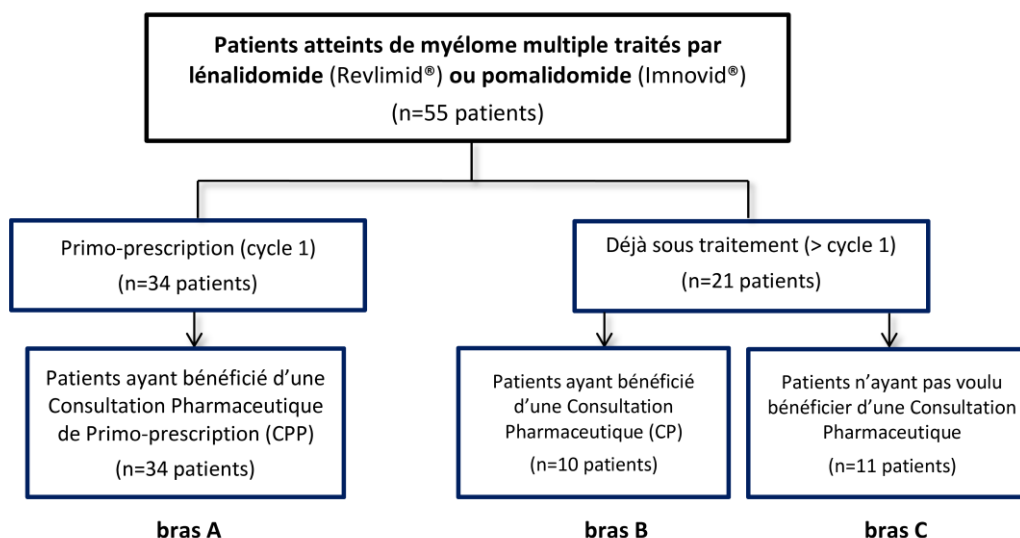 Patients atteints de myélome multiple traités par
lénalidomide (Revlimid®) ou pomalidomide (Imnovid®)
(n=55 patients)
Primo-prescription (cycle 1)
(n=34 patients)
Déjà sous traitement (> cycle 1)
(n=21 patients)
Patients ayant bénéficié d’une
Consultation Pharmaceutique
de Primo-prescription (CPP)
(n=34 patients)
Patients ayant bénéficié
d’une Consultation
Pharmaceutique (CP)
(n=10 patients)
Patients n’ayant pas voulu
bénéficier d’une Consultation
Pharmaceutique
(n=11 patients)
bras A
bras B
bras C